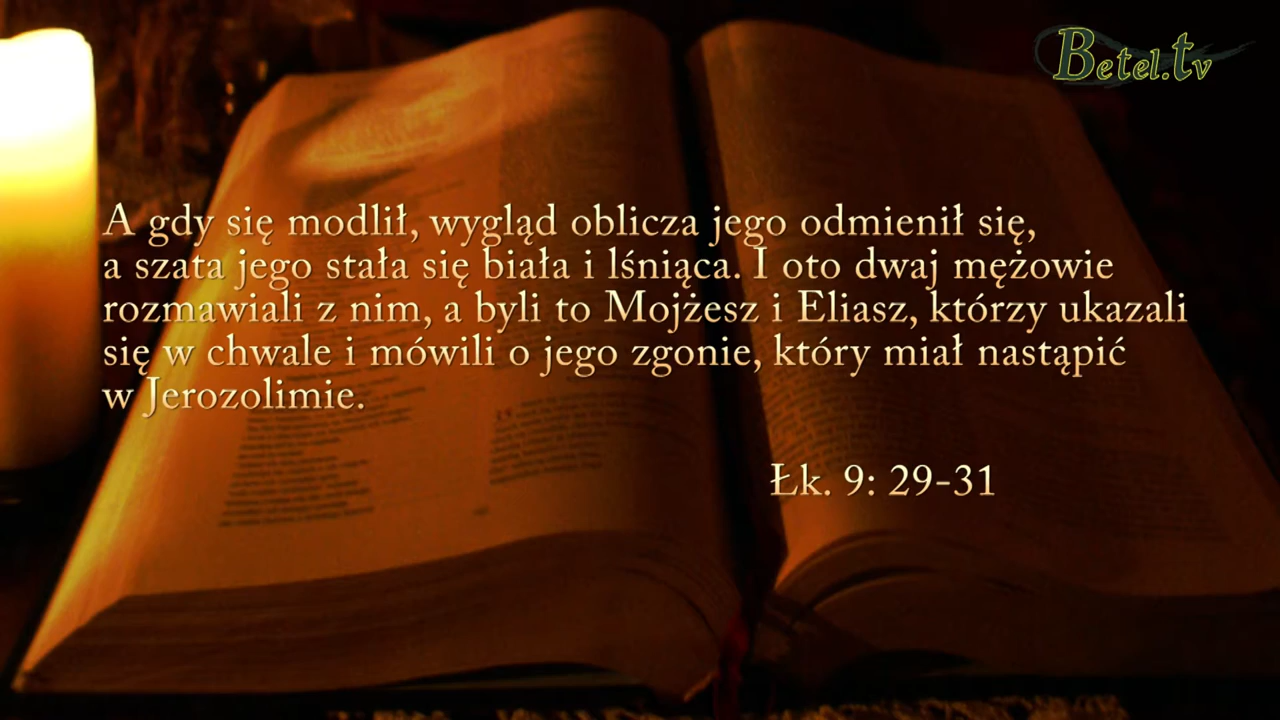 Betel.tv
A gdy się modlił, wygląd oblicza jego odmienił się,
a szata jego stała się biała i lśniąca. I oto dwaj mężowie
rozmawiali z nim, a byli to Mojżesz i Eliasz, którzy ukazali
się w chwale i mówili o jego zgonie, który miał nastąpić
w Jerozolimie.
Łk. 9: 29-31